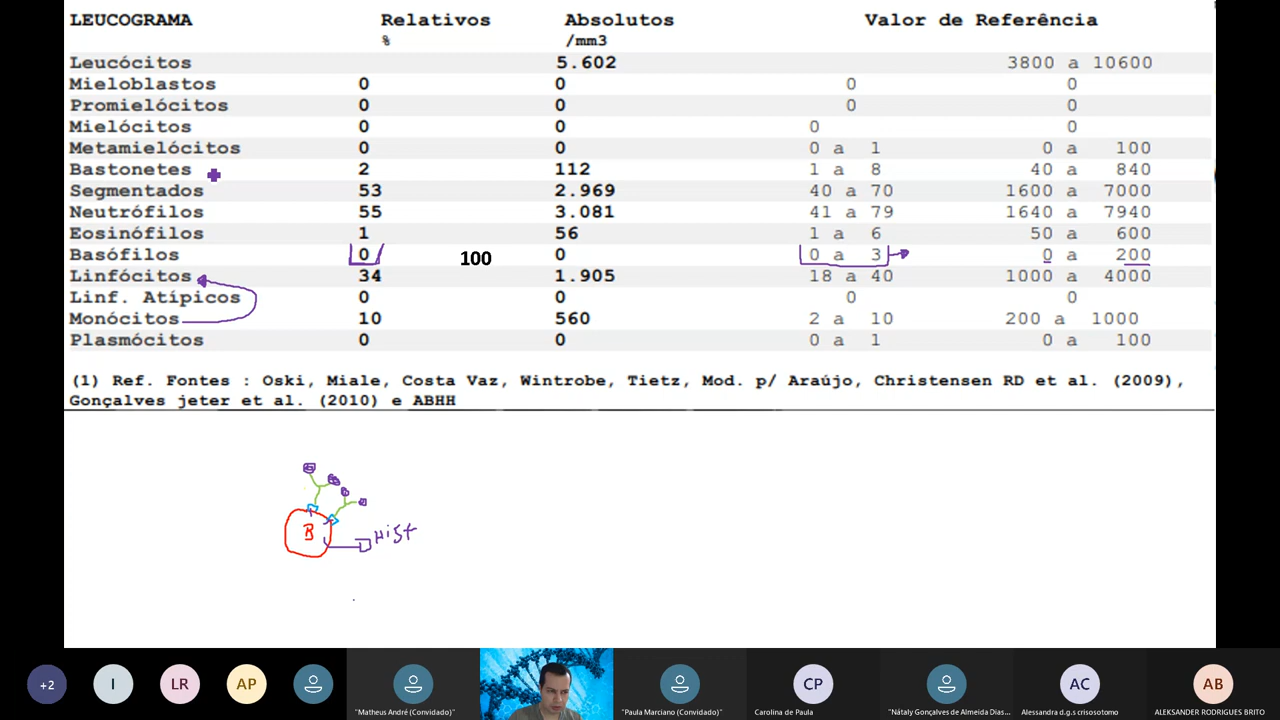 LEUCOGRAMA Relativos Absolutos Valor de Referência
% /mm3
Leucócitos 5.602 3800 a 10600
Mieloblastos 0 0 0 0
Promielócitos 0 0 0 0
Mielócitos 0 0 0 0
Metamielócitos 0 0 0 a 1 0 a 100
Bastonetes 2 112 1 a 8 40 a 840
Segmentados 53 2.969 40 a 70 1600 a 7000
Neutrófilos 55 3.081 41 a 79 1640 a 7940
Eosinófilos 1 56 1 a 6 50 a 600
Basófilos 0 100 0 0 a 3 0 a 200
Linfócitos 34 1.905 18 a 40 1000 a 4000
Linf. Atípicos 0 0 0 0
Monócitos 10 560 2 a 10 200 a 1000
Plasmócitos 0 0 0 a 1 0 a 100
(1) Ref. Fontes : Oski, Miale, Costa Vaz, Wintrobe, Tietz, Mod. p/ Araújo, Christensen RD et al. (2009),
Gonçalves jeter et al. (2010) e ABHH
B Hist
+2 I LR AP CP AC AB
"Matheus André (Convidado)" "Paula Marciano (Convidado)" Carolina de Paula "Nátaly Gonçalves de Almeida Dias... Alessandra d.g.s crisosotomo ALEKSANDER RODRIGUES BRITO